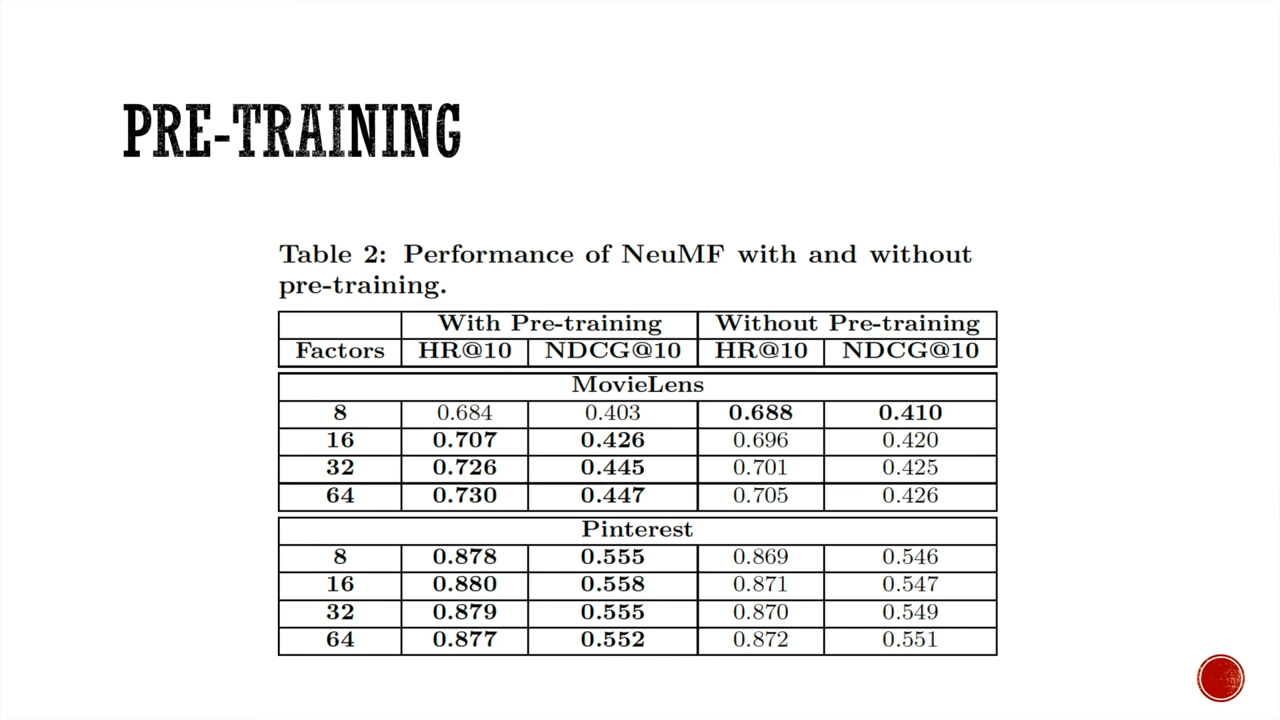 PRE-TRAINING
Table 2: Performance of NeuMF with and without
pre-training.
With Pre-training Without Pre-training
Factors HR@10 NDCG@10 HR@10 NDCG@10
MovieLens
8 0.684 0.403 0.688 0.410
16 0.707 0.426 0.696 0.420
32 0.726 0.445 0.701 0.425
64 0.730 0.447 0.705 0.426
Pinterest
8 0.878 0.555 0.869 0.546
16 0.880 0.558 0.871 0.547
32 0.879 0.555 0.870 0.549
64 0.877 0.552 0.872 0.551